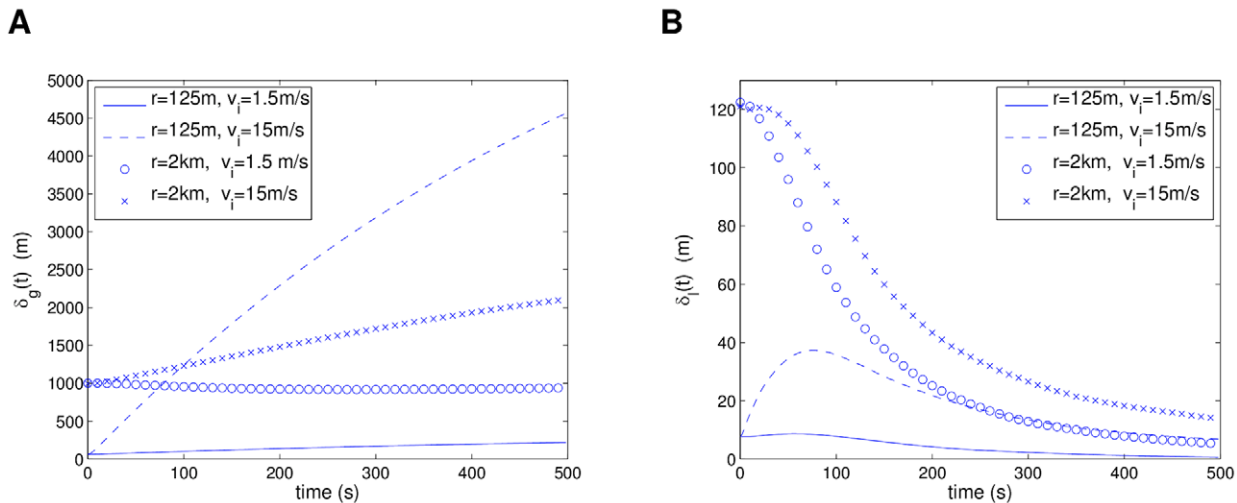 A
5000
4500
4000
3500
3000
2500
2000
1500
1000
500
0
δg(t) (m)
r=125m, vi=1.5m/s
r=125m, vi=15m/s
r=2km, vi=1.5 m/s
r=2km, vi=15m/s
0 100 200 300 400 500
time (s)
B
120
100
80
60
40
20
0
δl(t) (m)
r=125m, vi=1.5m/s
r=125m, vi=15m/s
r=2km, vi=1.5m/s
r=2km, vi=15m/s
0 100 200 300 400 500
time (s)